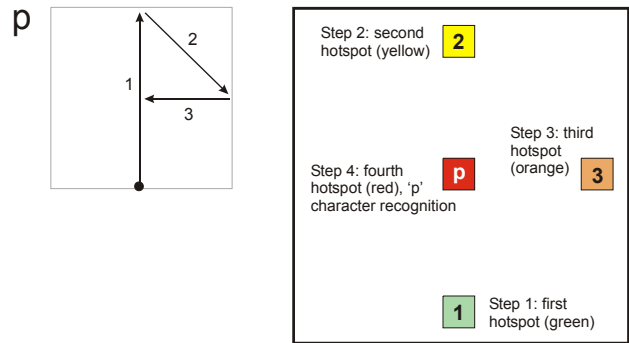 p
1
2
3
Step 2: second
hotspot (yellow)
2
Step 3: third
hotspot
(orange)
3
Step 4: fourth
hotspot (red), ‘p’
character recognition
p
1
Step 1: first
hotspot (green)